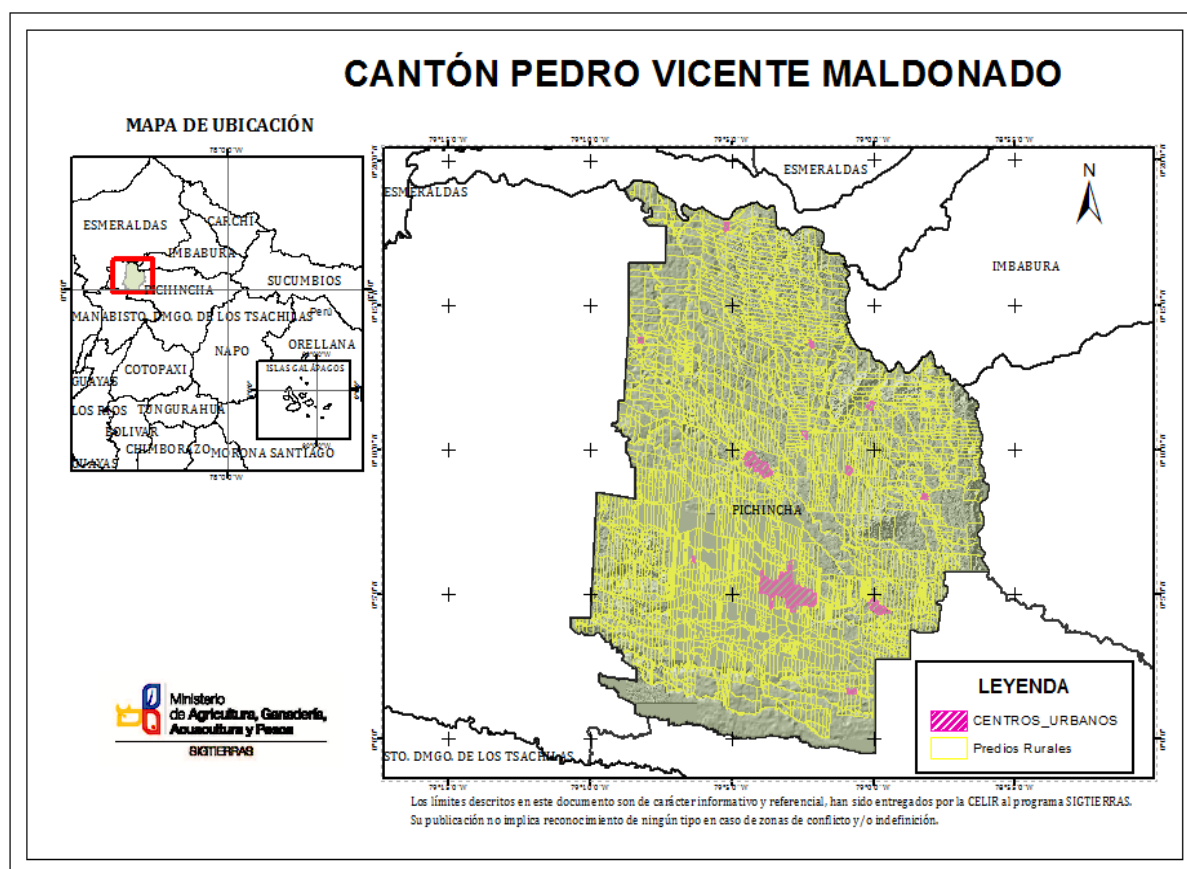 CANTÓN PEDRO VICENTE MALDONADO
MAPA DE UBICACIÓN
ESMERALDAS
CARCHI
IMBABURA
PICHINCHA
SUCUMBIOS
MANABI
STO. DMGO. DE LOS TSACHILAS
Perú
NAPO
ORELLANA
COTOPAXI
ISLAS GALÁPAGOS
GUAYAS
LOS RIOS
TUNGURAHUA
BOLIVAR
CHIMBORAZO
MORONA SANTIAGO
GUAYAS
ESMERALDAS
ESMERALDAS
N
IMBABURA
PICHINCHA
STO. DMGO. DE LOS TSACHILAS
LEYENDA
CENTROS_URBANOS
Predios Rurales
Ministerio
de Agricultura, Ganadería,
Acuacultura y Pesca
SIGTIERRAS
Los límites descritos en este documento son de carácter informativo y referencial, han sido entregados por la CELIR al programa SIGTIERRAS.
Su publicación no implica reconocimiento de ningún tipo en caso de zonas de conflicto y/o indefinición.